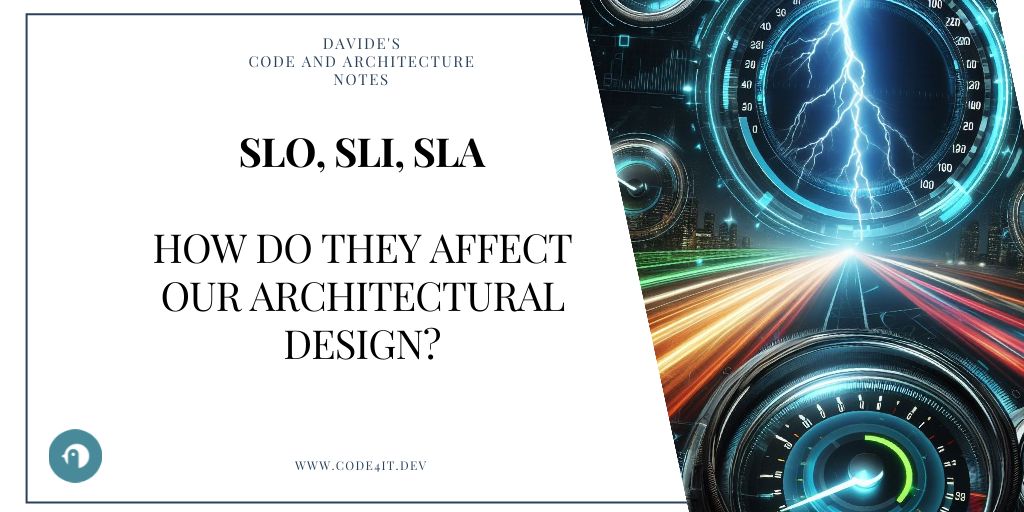 DAVIDE'S
CODE AND ARCHITECTURE
NOTES
SLO, SLI, SLA
HOW DO THEY AFFECT
OUR ARCHITECTURAL
DESIGN?
WWW.CODE4IT.DEV